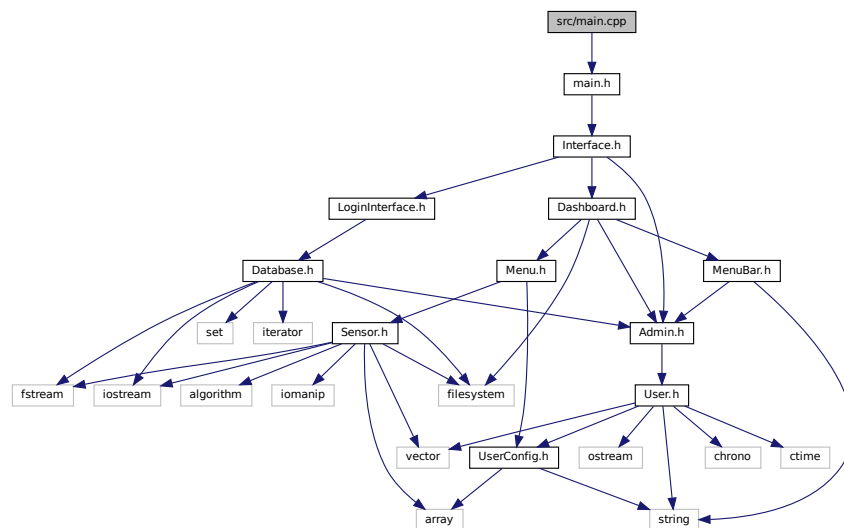 src/main.cpp
main.h
Interface.h
LoginInterface.h
Dashboard.h
Database.h
Menu.h
MenuBar.h
set
iterator
Sensor.h
Admin.h
fstream
iostream
algorithm
iomanip
filesystem
User.h
vector
UserConfig.h
ostream
chrono
ctime
array
string